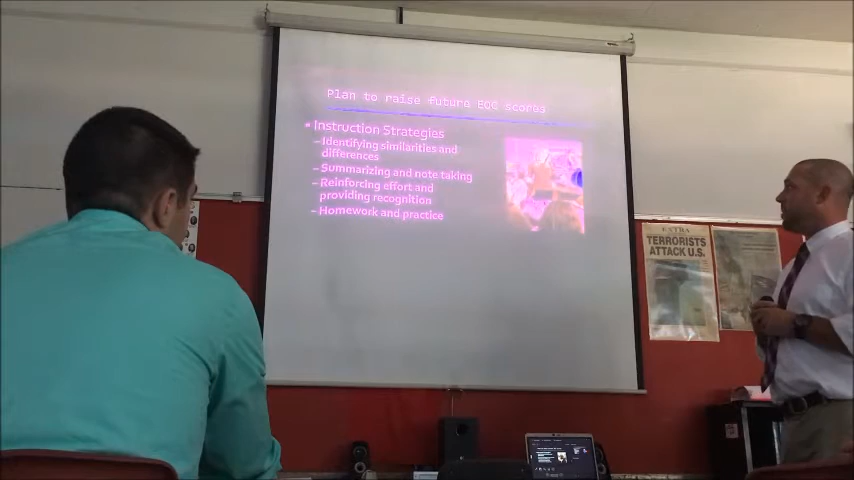 Plan to raise future EOC scores
Instruction Strategies
– Identifying similarities and
differences
– Summarizing and note taking
– Reinforcing effort and
providing recognition
– Homework and practice
EXTRA
TERRORISTS
ATTACK U.S.